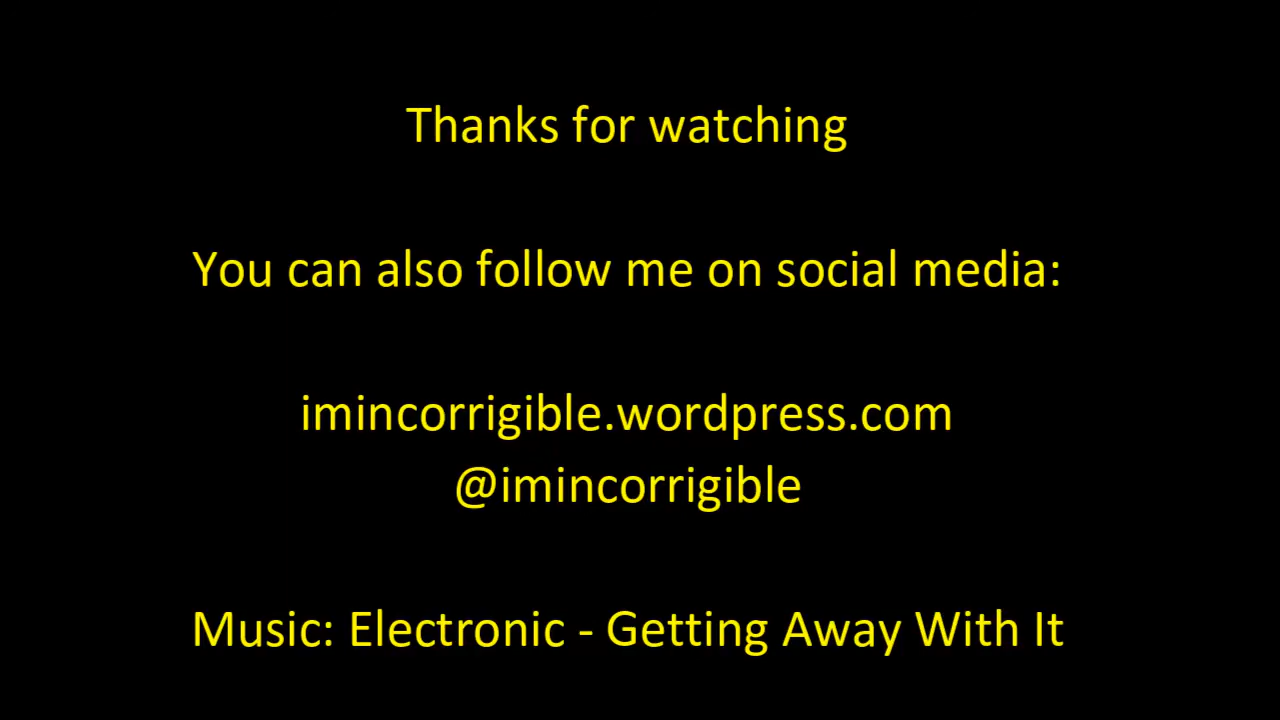 Thanks for watching
You can also follow me on social media:
imincorrigible.wordpress.com
@imincorrigible
Music: Electronic - Getting Away With It